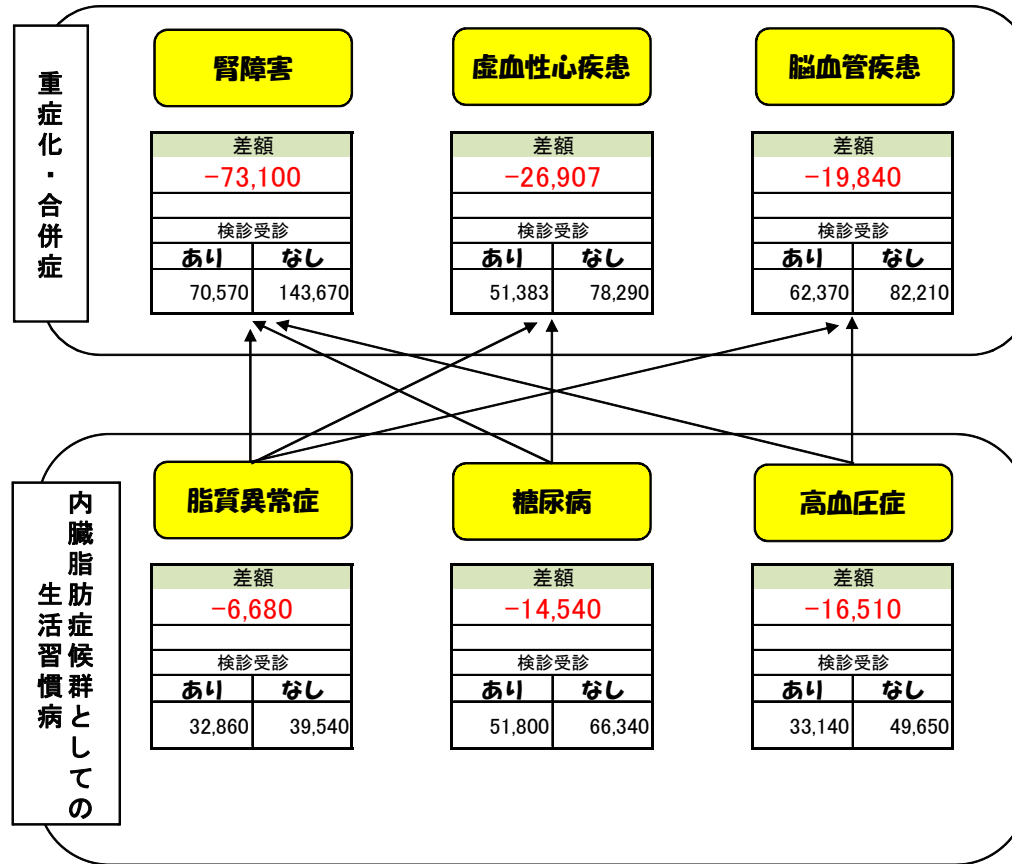 重症化・合併症
腎障害
虚血性心疾患
脳血管疾患
差額
-73,100
検診受診
あり なし
70,570 143,670
差額
-26,907
検診受診
あり なし
51,383 78,290
差額
-19,840
検診受診
あり なし
62,370 82,210
内臓脂肪症候群としての
生活習慣病
脂質異常症
糖尿病
高血圧症
差額
-6,680
検診受診
あり なし
32,860 39,540
差額
-14,540
検診受診
あり なし
51,800 66,340
差額
-16,510
検診受診
あり なし
33,140 49,650